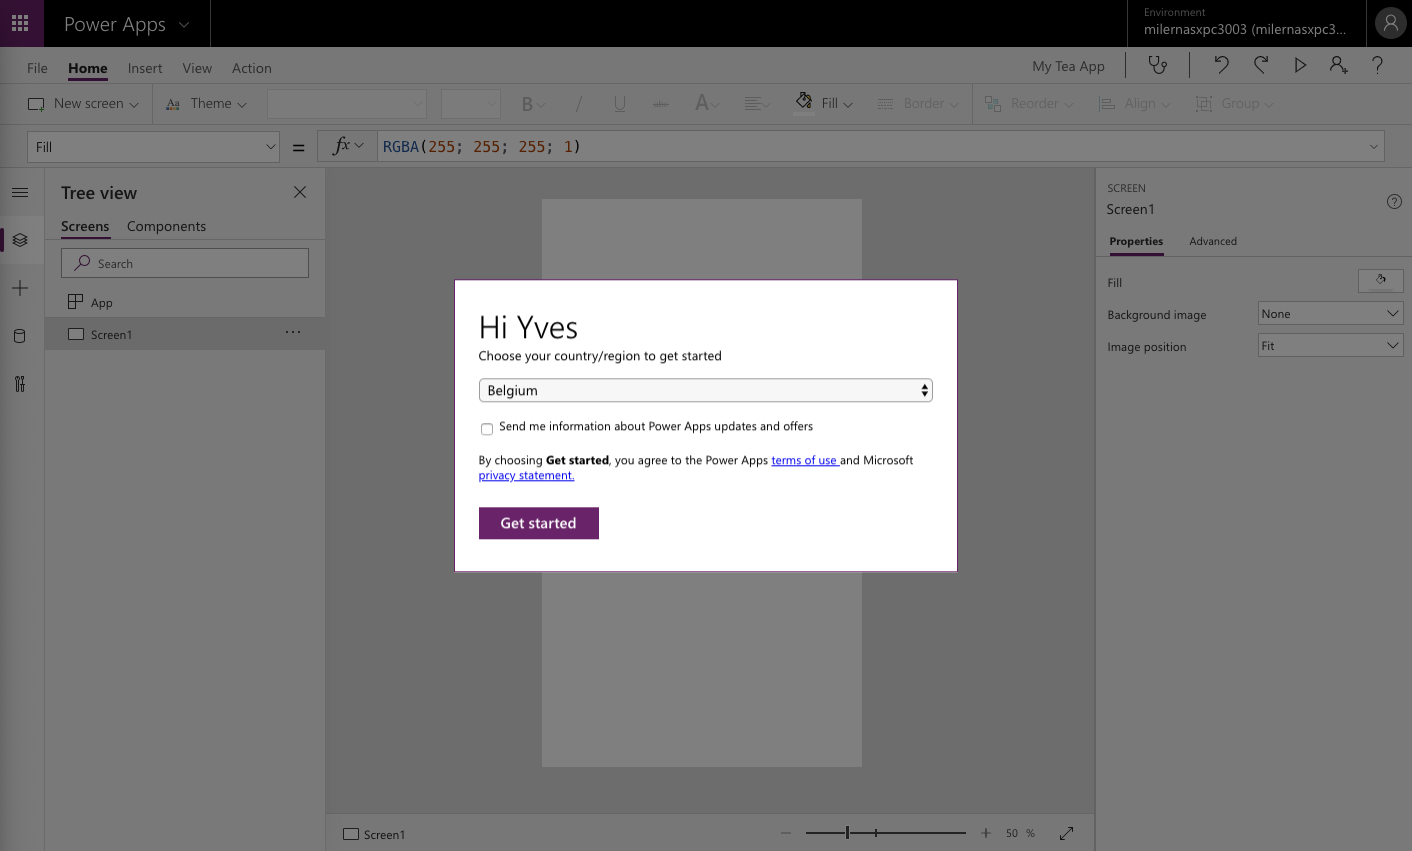 Power Apps
Environment
milernasxpc3003 (milernasxpc3...
File Home Insert View Action
My Tea App
New screen Theme B / U abc A Fill Border Reorder Align Group
Fill = fx RGBA(255; 255; 255; 1)
Tree view
Screens Components
Search
App
Screen1 ...
SCREEN
Screen1
Properties Advanced
Fill
Background image None
Image position Fit
Hi Yves
Choose your country/region to get started
Belgium
Send me information about Power Apps updates and offers
By choosing Get started, you agree to the Power Apps terms of use and Microsoft
privacy statement.
Get started
Screen1
50 %